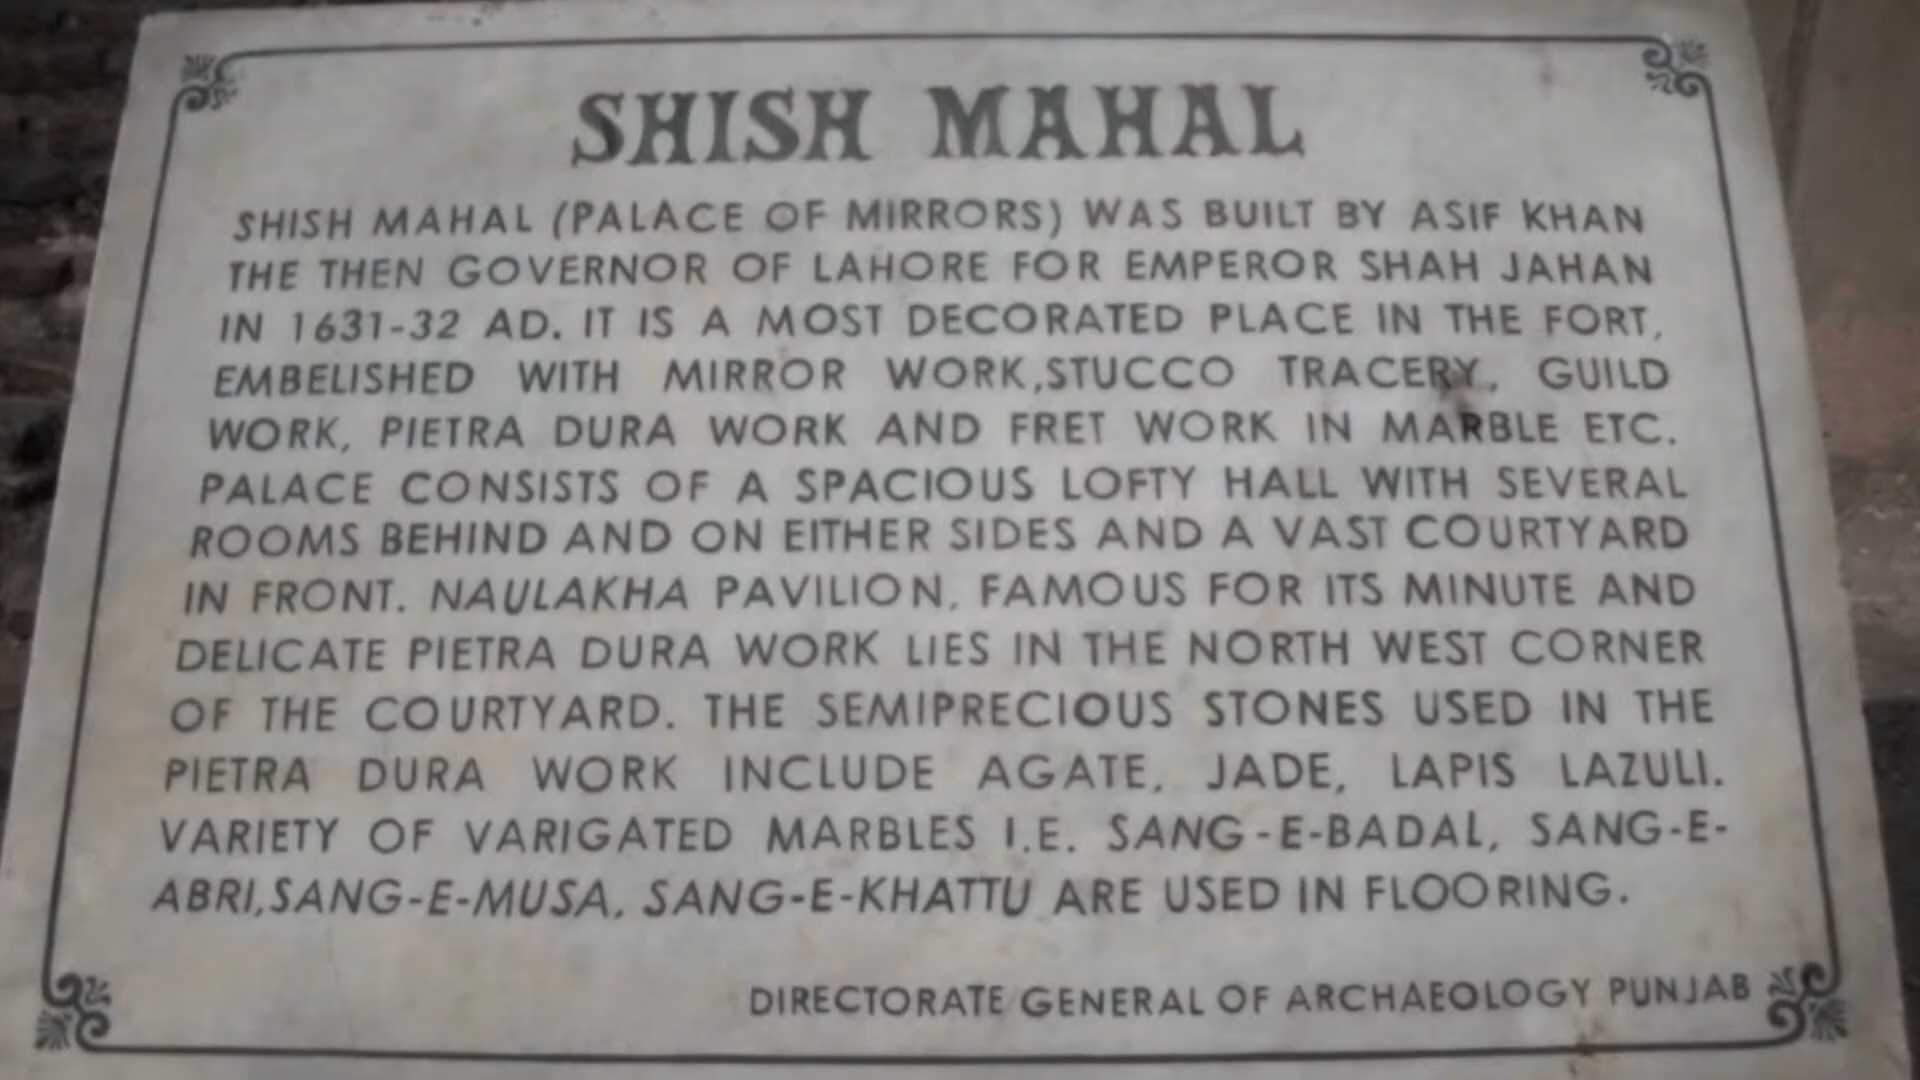 SHISH MAHAL
SHISH MAHAL (PALACE OF MIRRORS) WAS BUILT BY ASIF KHAN
THE THEN GOVERNOR OF LAHORE FOR EMPEROR SHAH JAHAN
IN 1631-32 AD. IT IS A MOST DECORATED PLACE IN THE FORT,
EMBELISHED WITH MIRROR WORK,STUCCO TRACERY, GUILD
WORK, PIETRA DURA WORK AND FRET WORK IN MARBLE ETC.
PALACE CONSISTS OF A SPACIOUS LOFTY HALL WITH SEVERAL
ROOMS BEHIND AND ON EITHER SIDES AND A VAST COURTYARD
IN FRONT. NAULAKHA PAVILION, FAMOUS FOR ITS MINUTE AND
DELICATE PIETRA DURA WORK LIES IN THE NORTH WEST CORNER
OF THE COURTYARD. THE SEMIPRECIOUS STONES USED IN THE
PIETRA DURA WORK INCLUDE AGATE, JADE, LAPIS LAZULI.
VARIETY OF VARIGATED MARBLES I.E. SANG-E-BADAL, SANG-E-
ABRI,SANG-E-MUSA, SANG-E-KHATTU ARE USED IN FLOORING.
DIRECTORATE GENERAL OF ARCHAEOLOGY PUNJAB